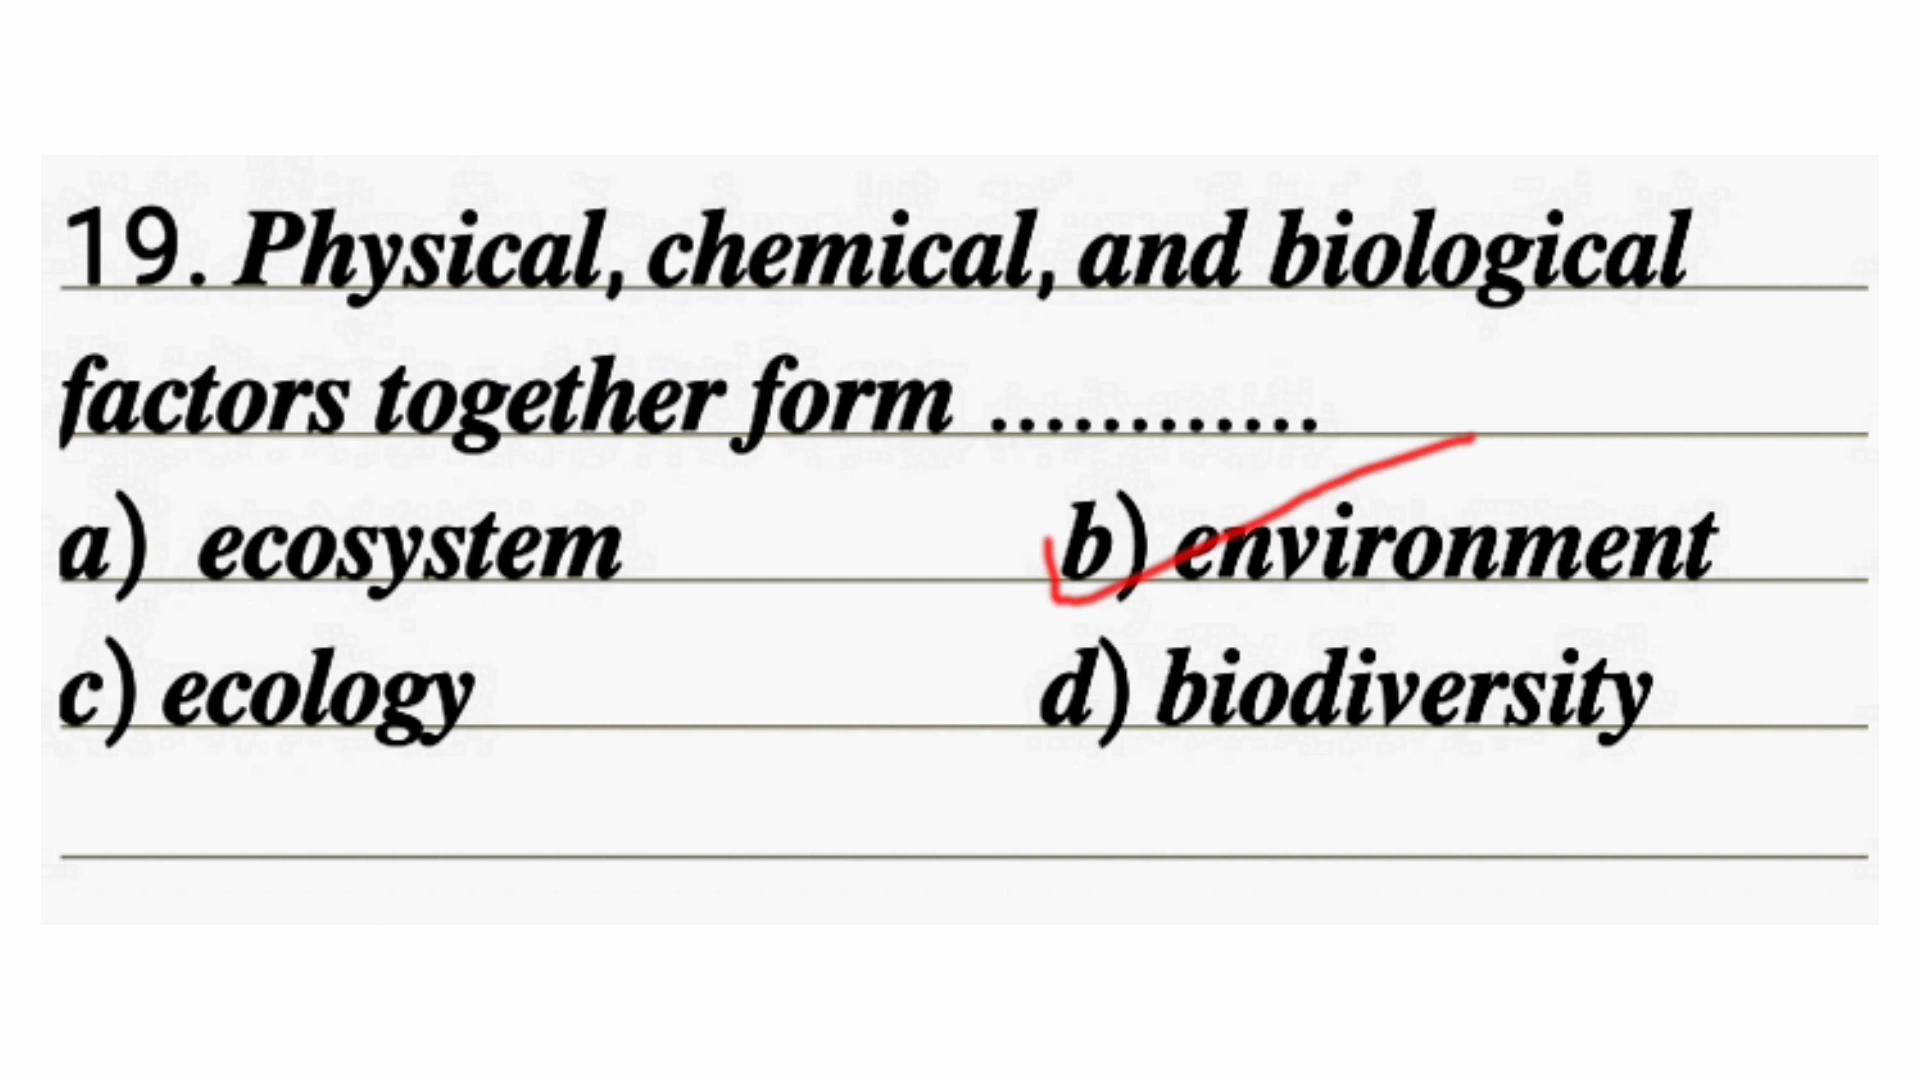 19. Physical, chemical, and biological
factors together form ............
a) ecosystem b) environment
c) ecology d) biodiversity